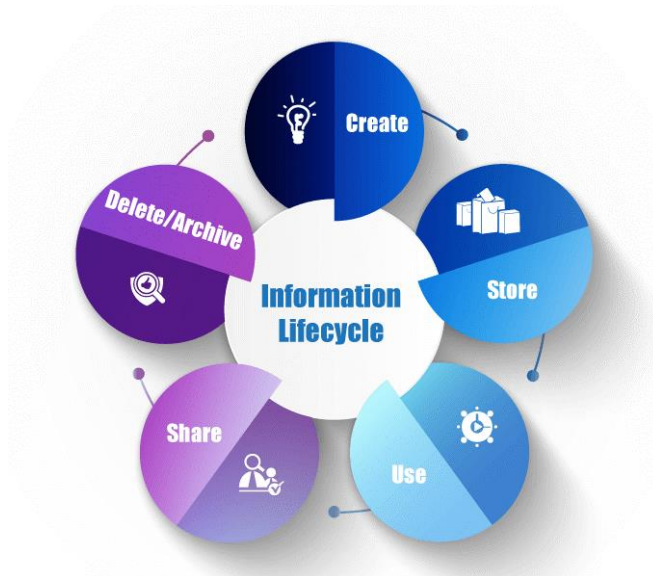 Create
Store
Use
Share
Delete/Archive
Information
Lifecycle